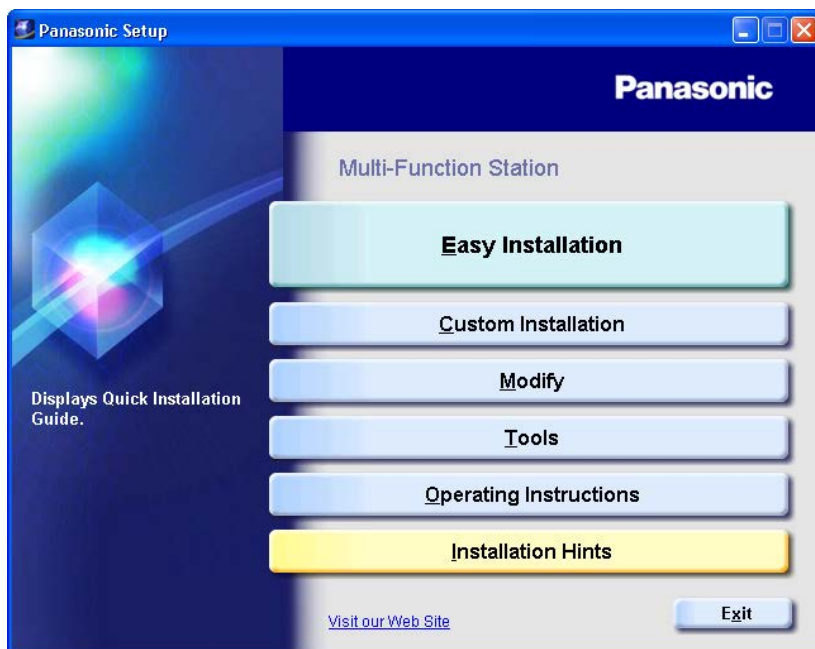 Panasonic Setup
Panasonic
Multi-Function Station
Easy Installation
Custom Installation
Modify
Displays Quick Installation
Guide.
Tools
Operating Instructions
Installation Hints
Visit our Web Site
Exit